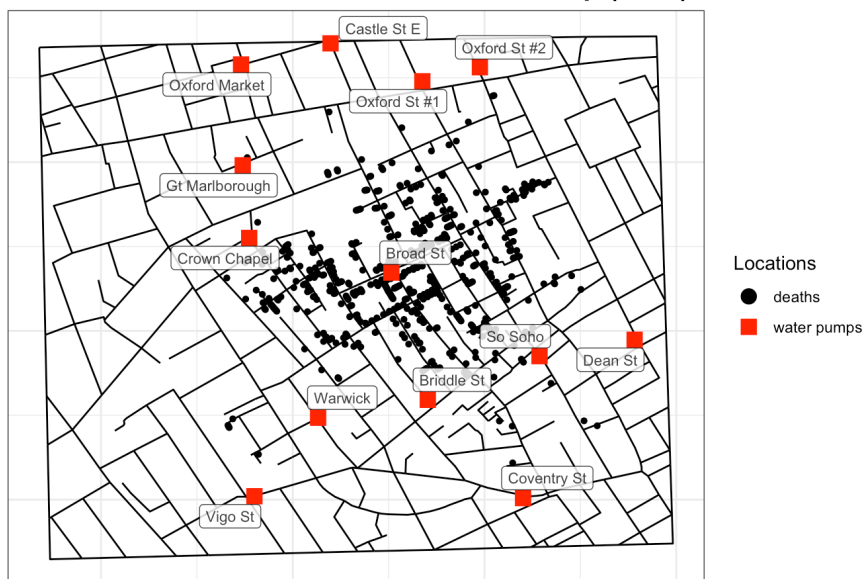 Castle St E
Oxford St #2
Oxford Market
Oxford St #1
Gt Marlborough
Crown Chapel
Broad St
So Soho
Dean St
Briddle St
Warwick
Coventry St
Vigo St
Locations
deaths
water pumps